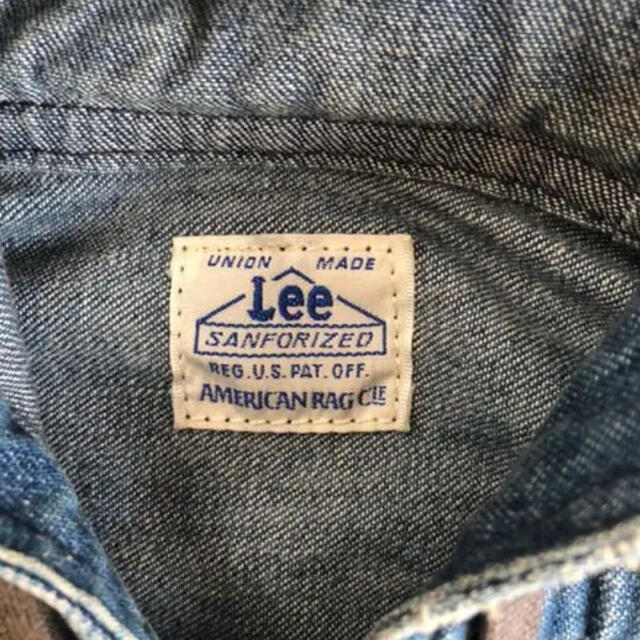 UNION MADE
Lee
SANFORIZED
REG. U.S. PAT. OFF.
AMERICAN RAG CIE